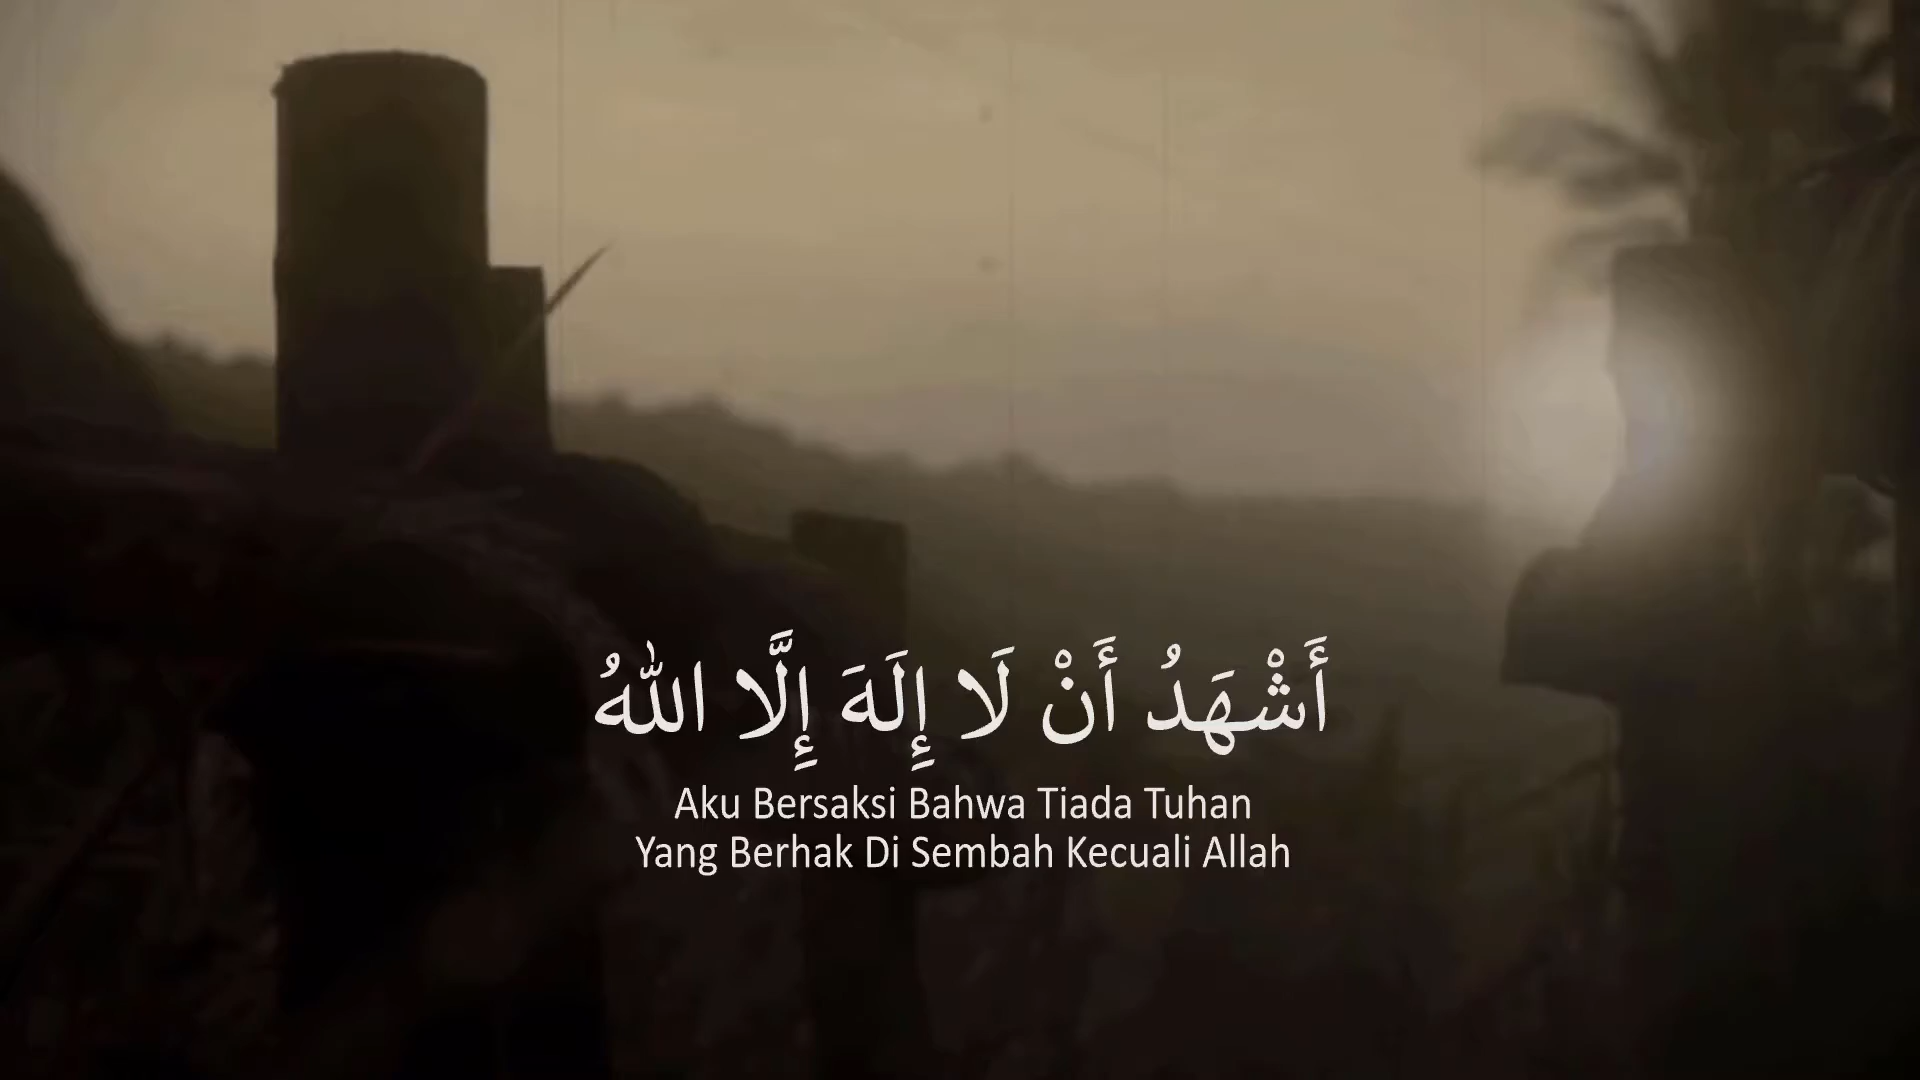 أَشْهَدُ أَنْ لَا إِلَهَ إِلَّا اللهُ
Aku Bersaksi Bahwa Tiada Tuhan
Yang Berhak Di Sembah Kecuali Allah